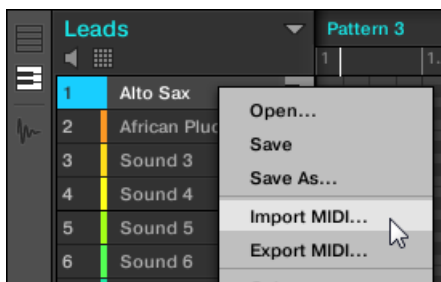 Leads
Pattern 3
1
1.
1 Alto Sax
2 African Pluc
3 Sound 3
4 Sound 4
5 Sound 5
6 Sound 6
Open...
Save
Save As...
Import MIDI...
Export MIDI...